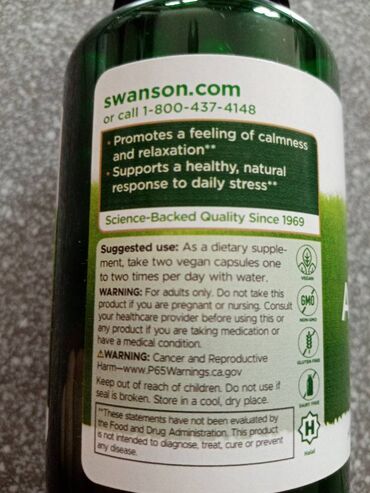 swanson.com
or call 1-800-437-4148
• Promotes a feeling of calmness
and relaxation**
• Supports a healthy, natural
response to daily stress**
Science-Backed Quality Since 1969
Suggested use: As a dietary supple-
ment, take two vegan capsules one
to two times per day with water.
WARNING: For adults only. Do not take this
product if you are pregnant or nursing. Consult
your healthcare provider before using this or
any product if you are taking medication or
have a medical condition.
⚠WARNING: Cancer and Reproductive
Harm—www.P65Warnings.ca.gov
Keep out of reach of children. Do not use if
seal is broken. Store in a cool, dry place.
**These statements have not been evaluated by
the Food and Drug Administration. This product
is not intended to diagnose, treat, cure or prevent
any disease.
VEGAN
GMO
NON-GMO
GLUTEN FREE
DAIRY FREE
H
Halal
A